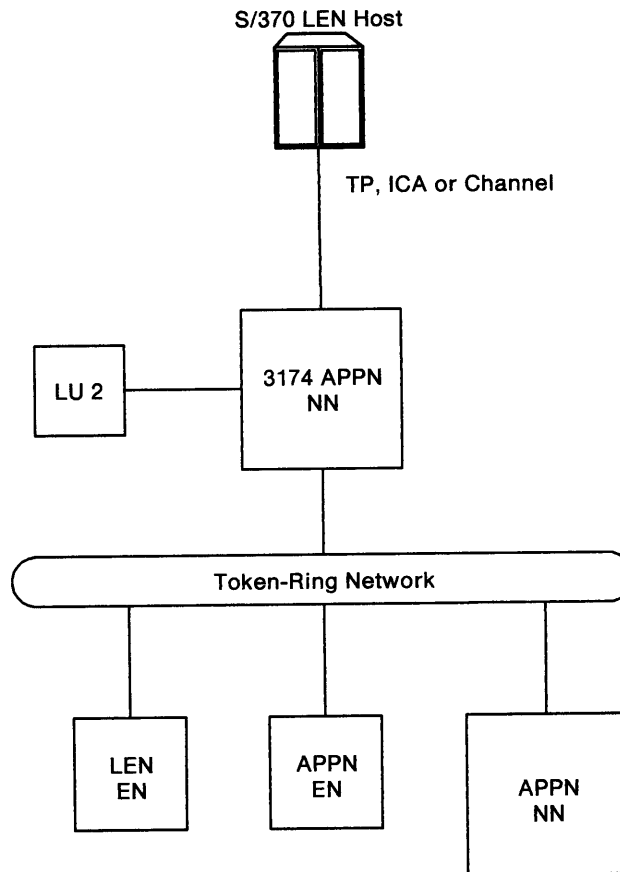 S/370 LEN Host
TP, ICA or Channel
LU 2
3174 APPN
NN
Token-Ring Network
LEN
EN
APPN
EN
APPN
NN